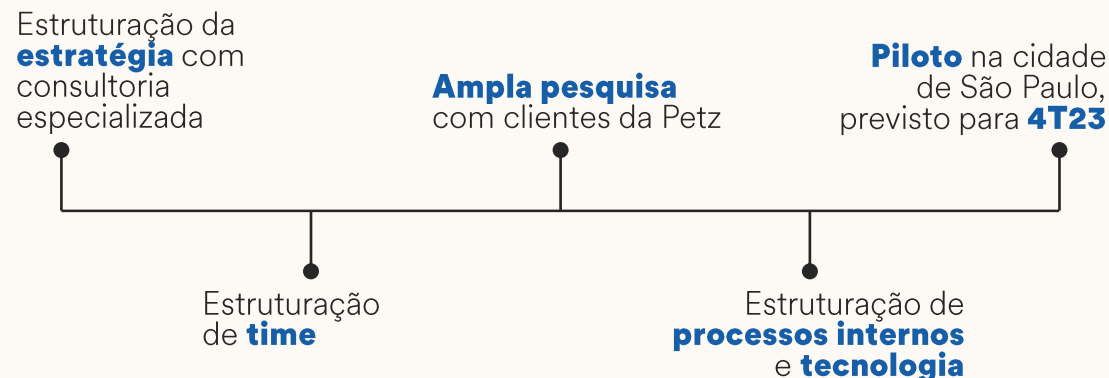 Estruturação da
estratégia com
consultoria
especializada
Estruturação
de time
Ampla pesquisa
com clientes da Petz
Estruturação de
processos internos
e tecnologia
Piloto na cidade
de São Paulo,
previsto para 4T23